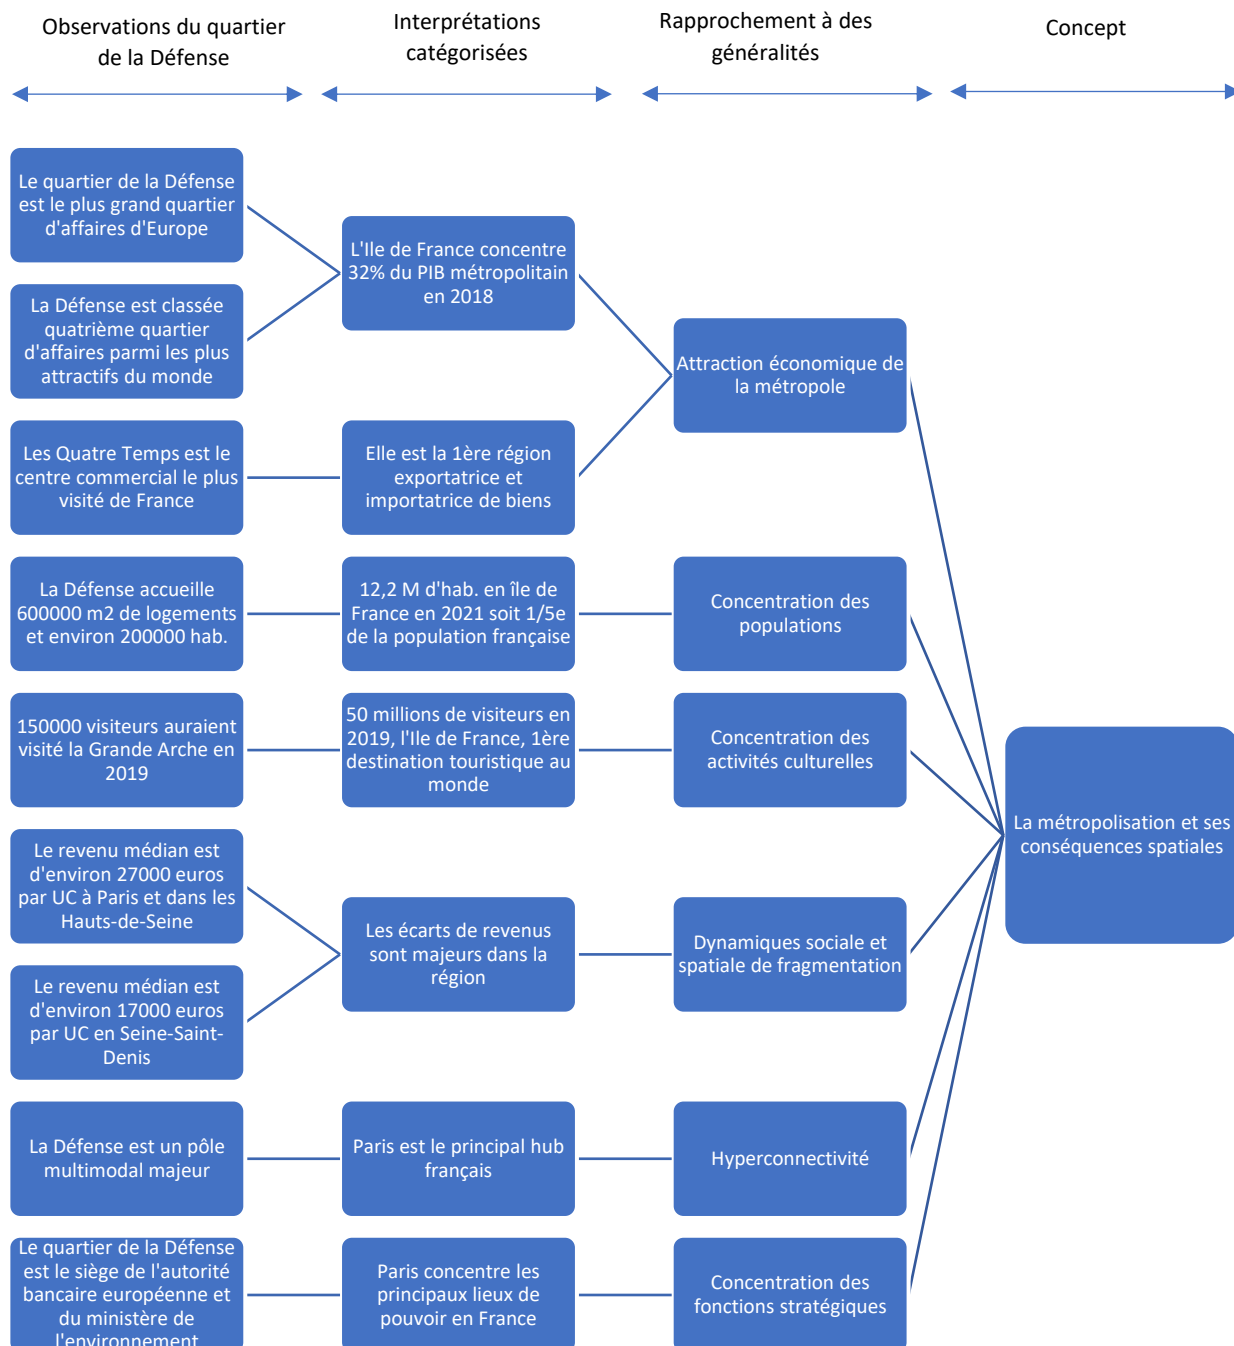 Observations du quartier
de la Défense
Interprétations
catégorisées
Rapprochement à des
généralités
Concept
Le quartier de la Défense
est le plus grand quartier
d'affaires d'Europe
La Défense est classée
quatrième quartier
d'affaires parmi les plus
attractifs du monde
Les Quatre Temps est le
centre commercial le plus
visité de France
La Défense accueille
600000 m2 de logements
et environ 200000 hab.
150000 visiteurs auraient
visité la Grande Arche en
2019
Le revenu médian est
d'environ 27000 euros
par UC à Paris et dans les
Hauts-de-Seine
Le revenu médian est
d'environ 17000 euros
par UC en Seine-Saint-
Denis
La Défense est un pôle
multimodal majeur
Le quartier de la Défense
est le siège de l'autorité
bancaire européenne et
du ministère de
l'environnement
L'Ile de France concentre
32% du PIB métropolitain
en 2018
Elle est la 1ère région
exportatrice et
importatrice de biens
12,2 M d'hab. en île de
France en 2021 soit 1/5e
de la population française
50 millions de visiteurs en
2019, l'Ile de France, 1ère
destination touristique au
monde
Les écarts de revenus
sont majeurs dans la
région
Paris est le principal hub
français
Paris concentre les
principaux lieux de
pouvoir en France
Attraction économique de
la métropole
Concentration des
populations
Concentration des
activités culturelles
Dynamiques sociale et
spatiale de fragmentation
Hyperconnectivité
Concentration des
fonctions stratégiques
La métropolisation et ses
conséquences spatiales